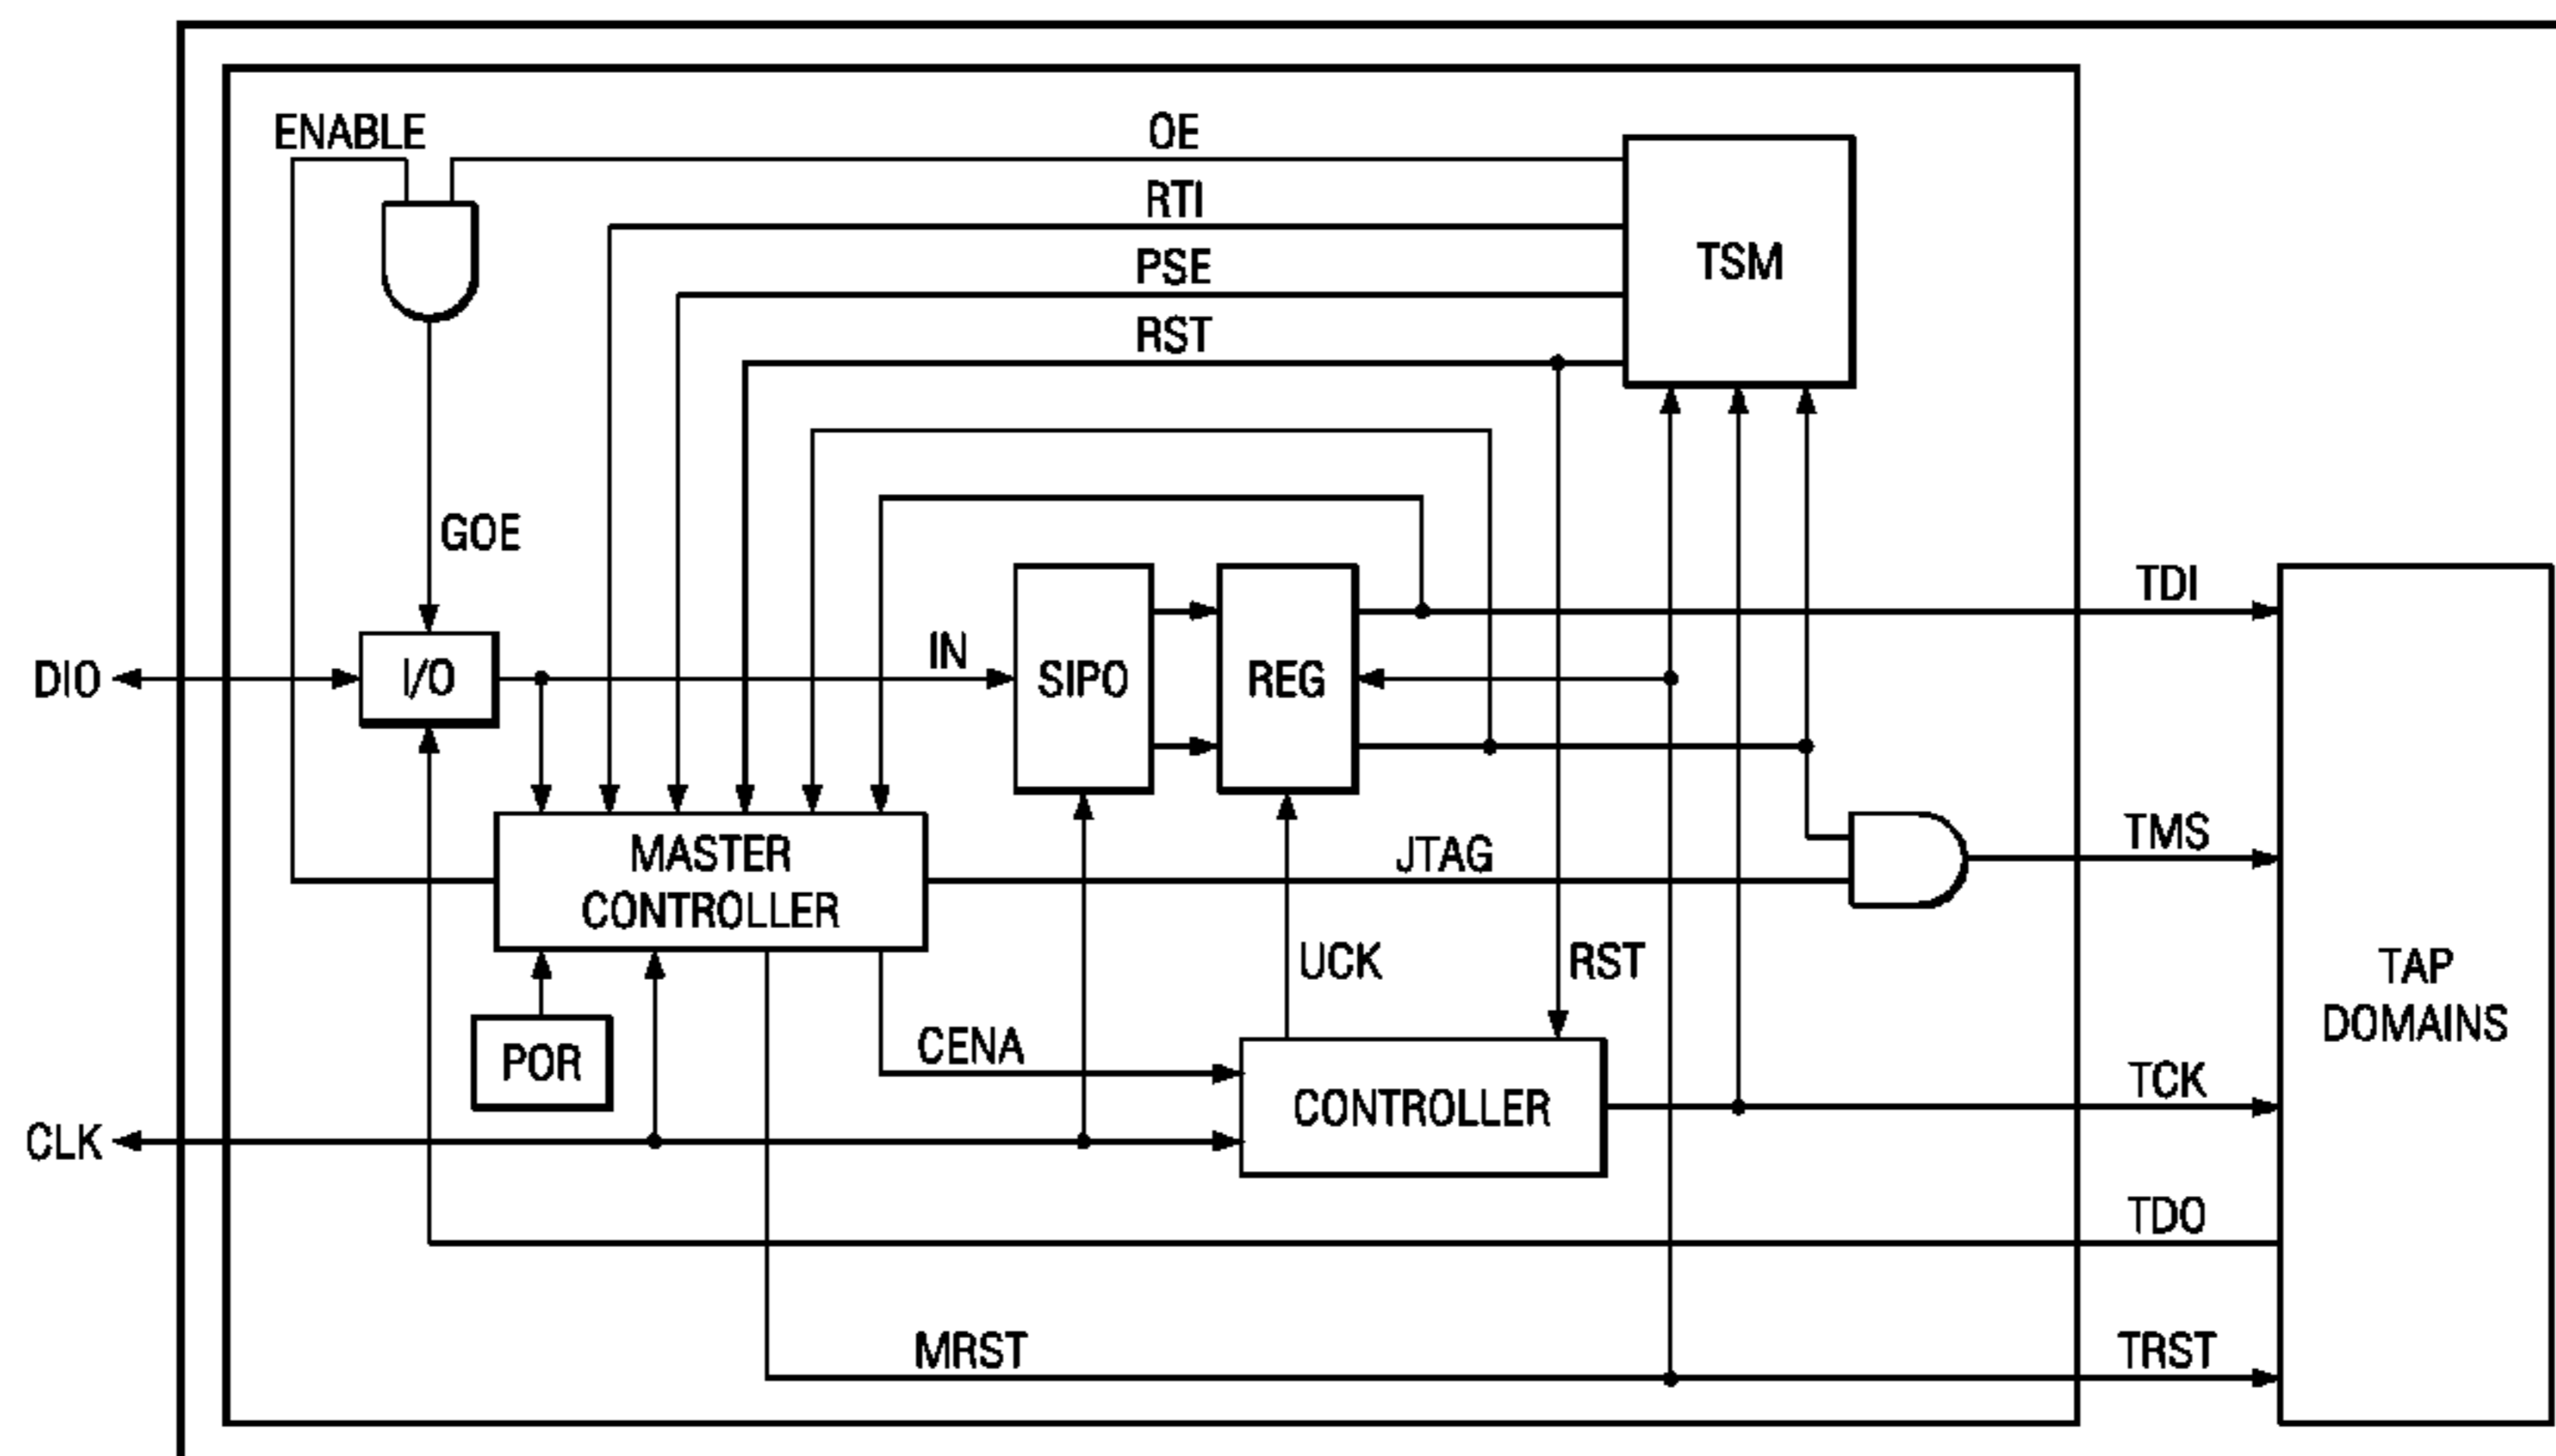 ENABLE
OE
RTI
PSE
RST
TSM
GOE
TDI
DIO
I/O
IN
SIPO
REG
MASTER
CONTROLLER
JTAG
TMS
UCK
RST
TAP
DOMAINS
POR
CENA
CONTROLLER
TCK
CLK
TDO
MRST
TRST